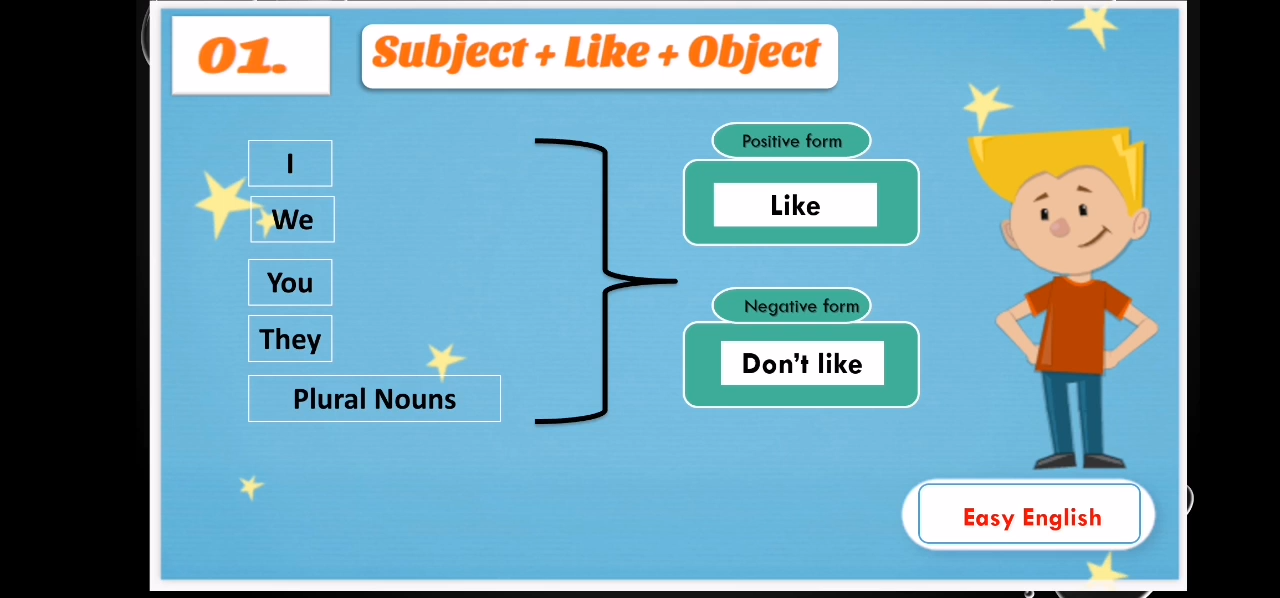 01.
Subject + Like + Object
I
We
You
They
Plural Nouns
Positive form
Like
Negative form
Don't like
Easy English